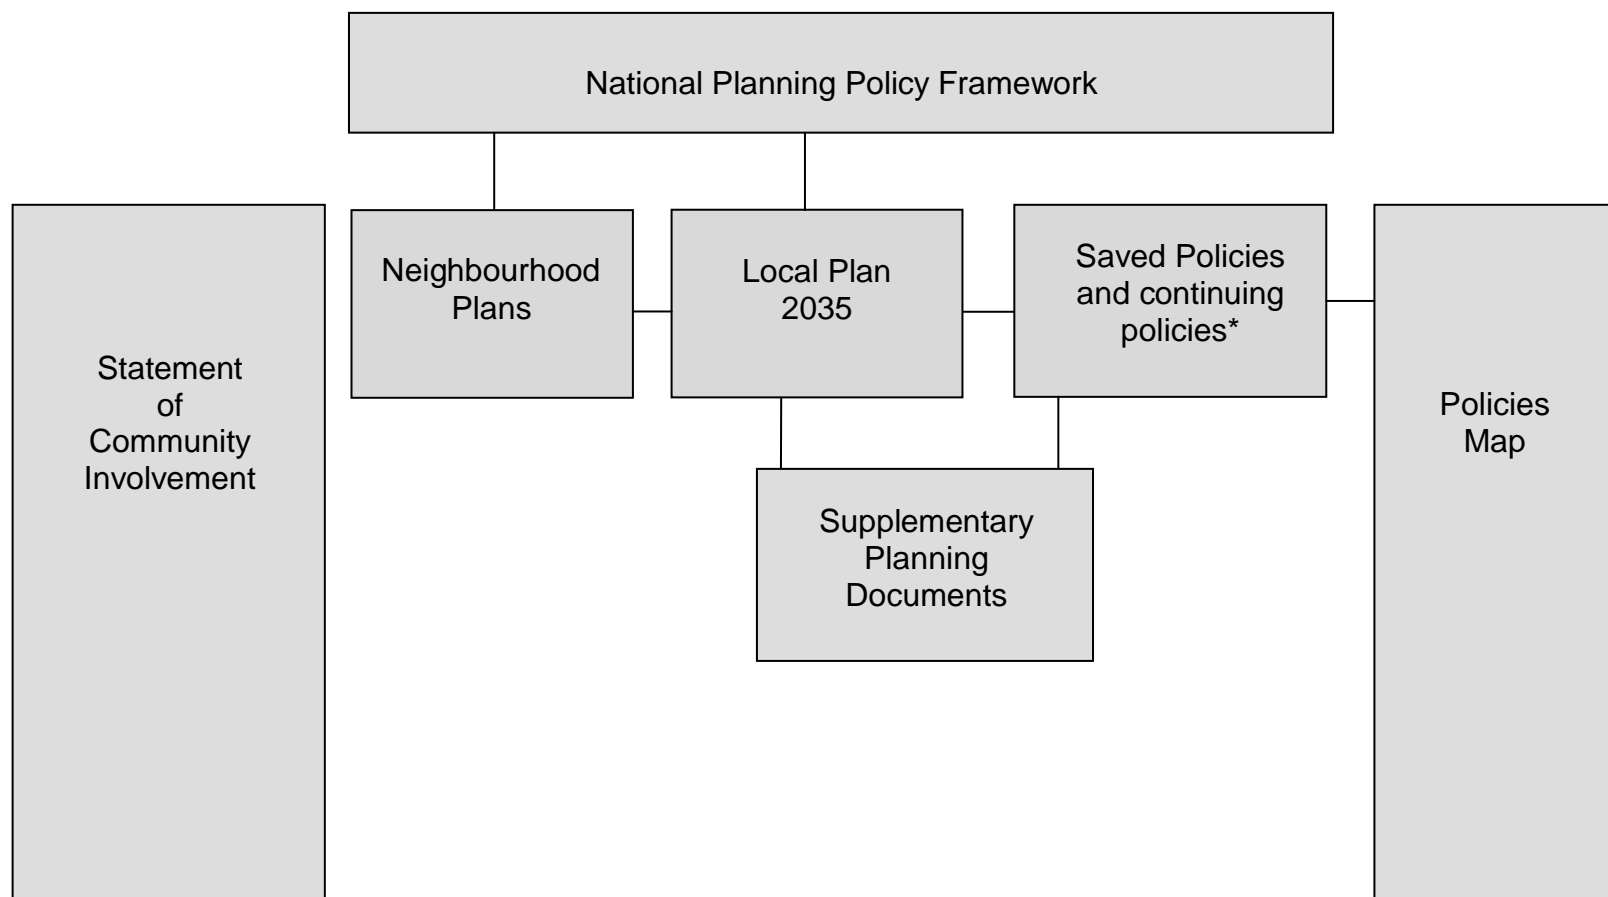 National Planning Policy Framework
Neighbourhood
Plans
Local Plan
2035
Saved Policies
and continuing
policies*
Statement
of
Community
Involvement
Policies
Map
Supplementary
Planning
Documents